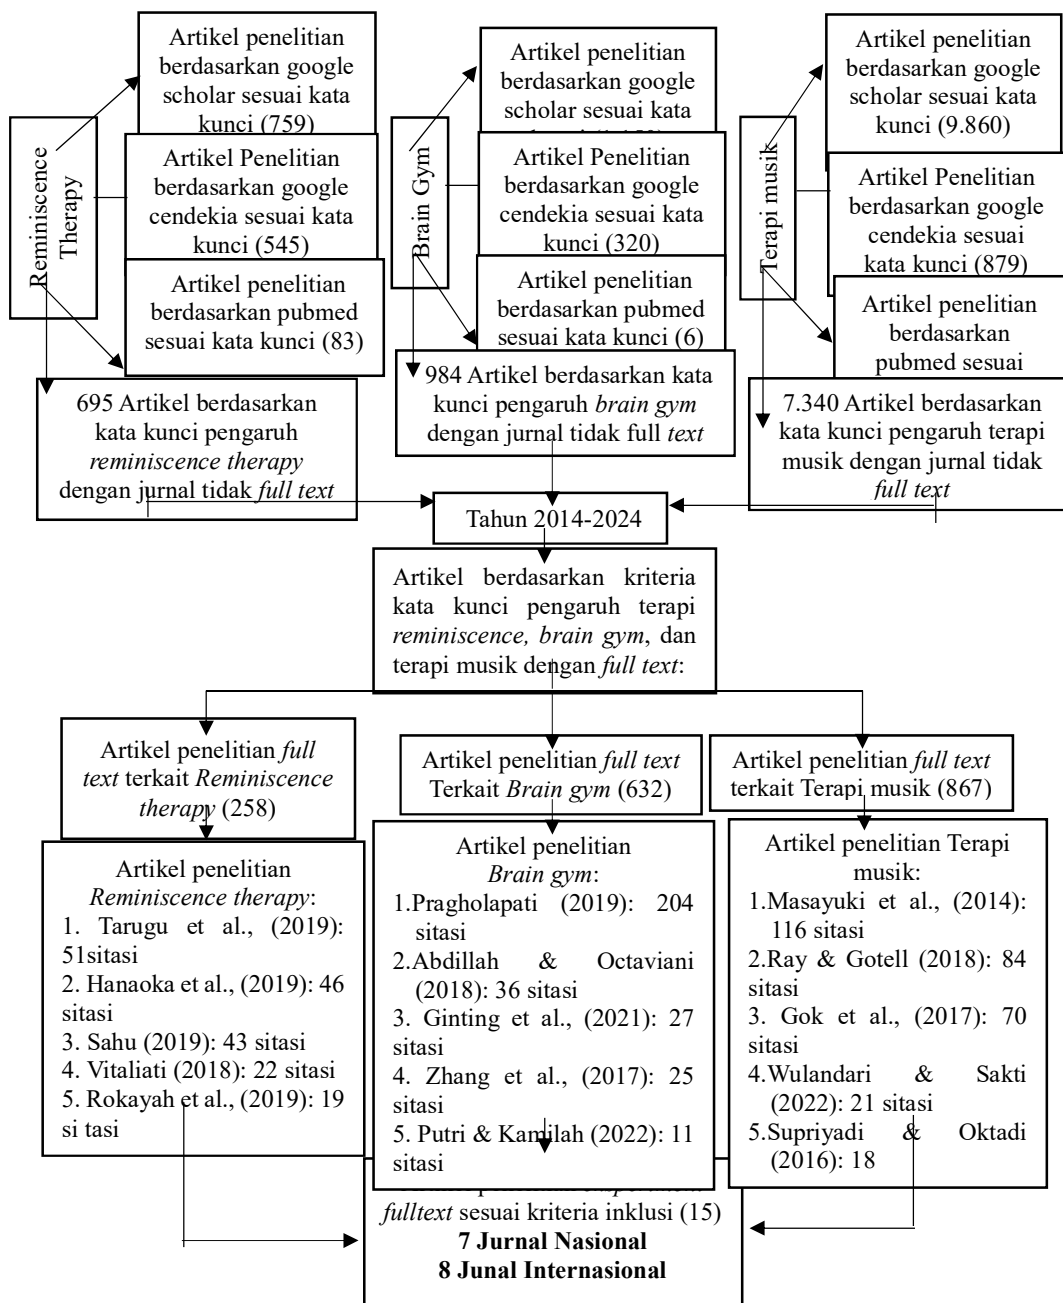 Artikel penelitian
berdasarkan google
scholar sesuai kata
kunci (759)
Artikel penelitian
berdasarkan google
scholar sesuai kata
Artikel penelitian
berdasarkan google
scholar sesuai kata
kunci (9.860)
Reminiscence
Therapy
Artikel Penelitian
berdasarkan google
cendekia sesuai kata
kunci (545)
Brain Gym
Artikel Penelitian
berdasarkan google
cendekia sesuai kata
kunci (320)
Terapi musik
Artikel Penelitian
berdasarkan google
cendekia sesuai
kata kunci (879)
Artikel penelitian
berdasarkan pubmed
sesuai kata kunci (83)
Artikel penelitian
berdasarkan pubmed
sesuai kata kunci (6)
Artikel penelitian
berdasarkan
pubmed sesuai
695 Artikel berdasarkan
kata kunci pengaruh
reminiscence therapy
dengan jurnal tidak full text
984 Artikel berdasarkan kata
kunci pengaruh brain gym
dengan jurnal tidak full text
7.340 Artikel berdasarkan
kata kunci pengaruh terapi
musik dengan jurnal tidak
full text
Tahun 2014-2024
Artikel berdasarkan kriteria
kata kunci pengaruh terapi
reminiscence, brain gym, dan
terapi musik dengan full text:
Artikel penelitian full
text terkait Reminiscence
therapy (258)
Artikel penelitian full text
Terkait Brain gym (632)
Artikel penelitian full text
terkait Terapi musik (867)
Artikel penelitian
Reminiscence therapy:
1. Tarugu et al., (2019):
51sitasi
2. Hanaoka et al., (2019): 46
sitasi
3. Sahu (2019): 43 sitasi
4. Vitaliati (2018): 22 sitasi
5. Rokayah et al., (2019): 19
si tasi
Artikel penelitian
Brain gym:
1.Pragholapati (2019): 204
sitasi
2.Abdillah & Octaviani
(2018): 36 sitasi
3. Ginting et al., (2021): 27
sitasi
4. Zhang et al., (2017): 25
sitasi
5. Putri & Kamilah (2022): 11
sitasi
Artikel penelitian Terapi
musik:
1.Masayuki et al., (2014):
116 sitasi
2.Ray & Gotell (2018): 84
sitasi
3. Gok et al., (2017): 70
sitasi
4.Wulandari & Sakti
(2022): 21 sitasi
5.Supriyadi & Oktadi
(2016): 18
fulltext sesuai kriteria inklusi (15)
7 Jurnal Nasional
8 Junal Internasional